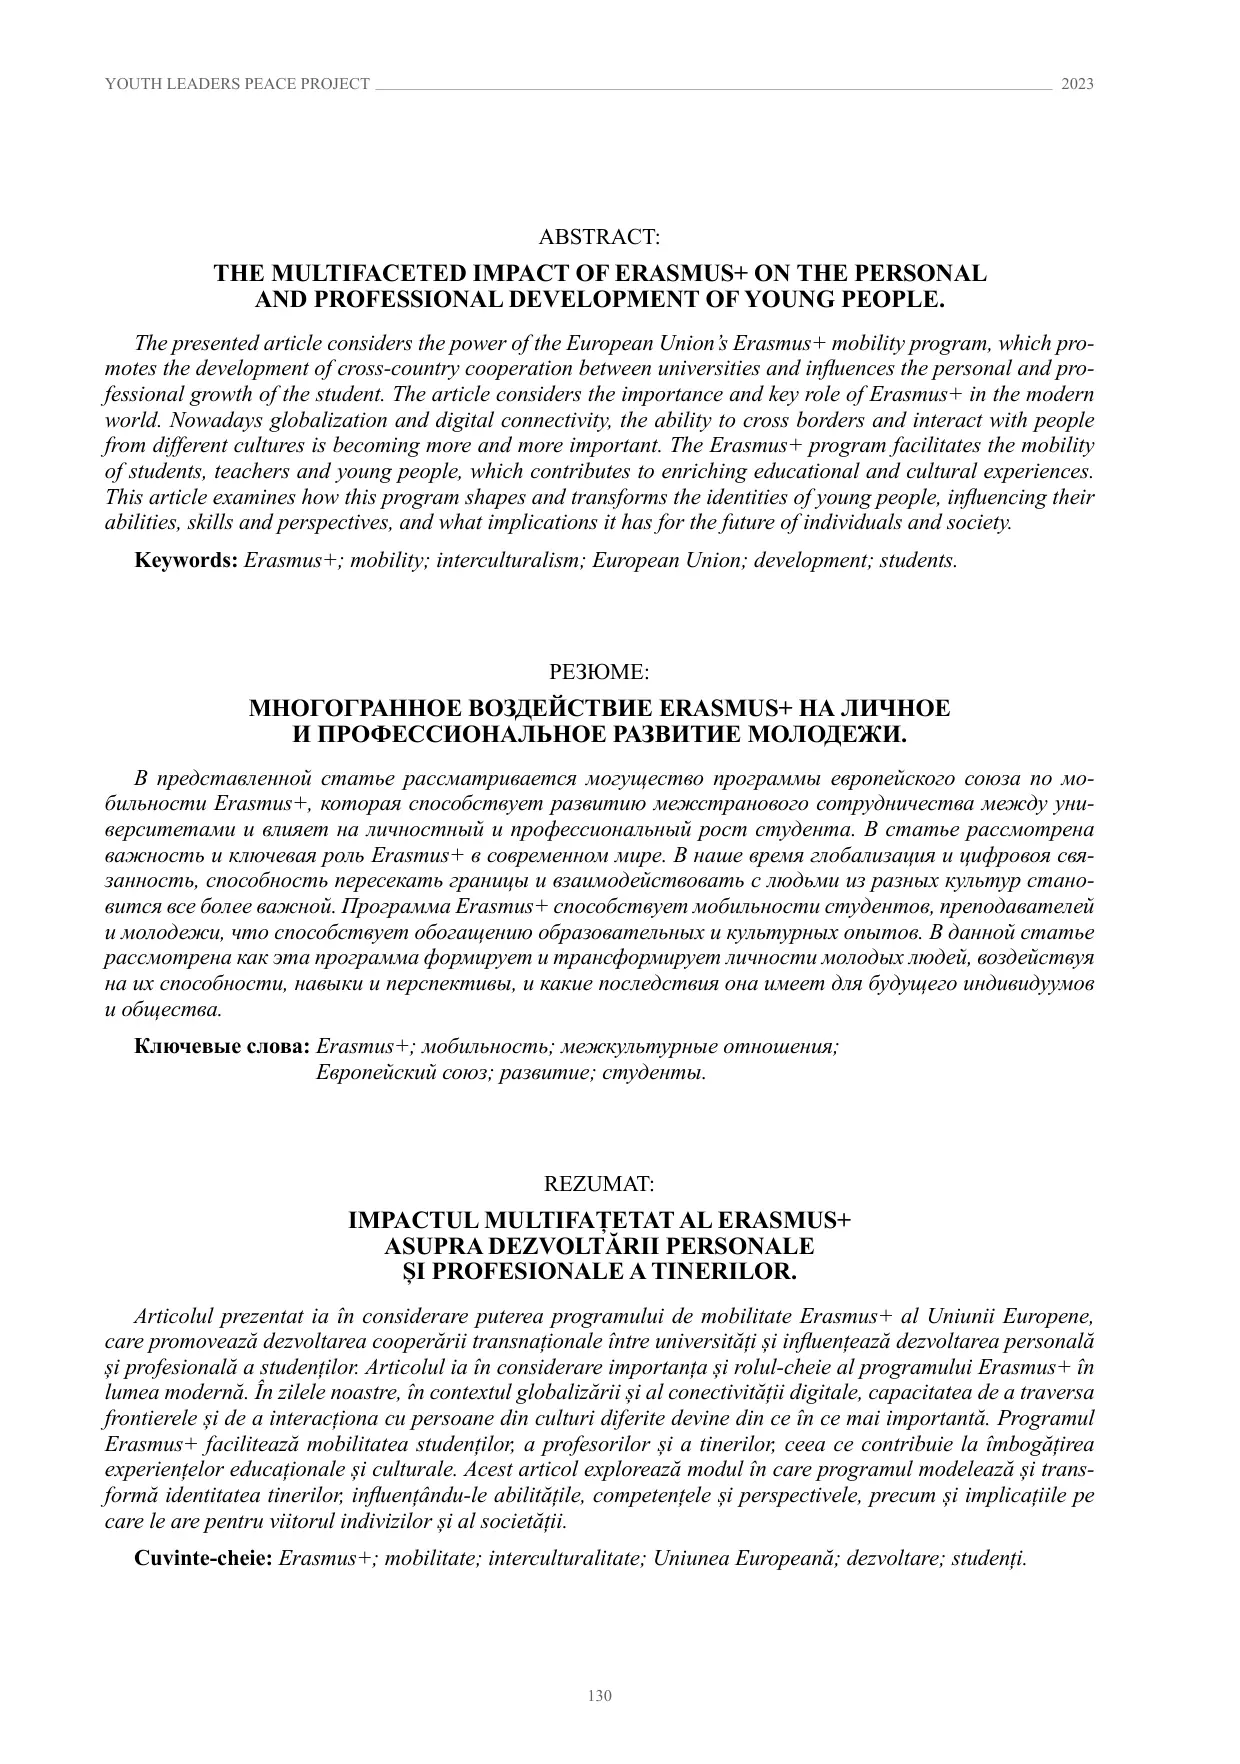 YOUTH LEADERS PEACE PROJECT 2023
ABSTRACT:
THE MULTIFACETED IMPACT OF ERASMUS+ ON THE PERSONAL
AND PROFESSIONAL DEVELOPMENT OF YOUNG PEOPLE.
The presented article considers the power of the European Union’s Erasmus+ mobility program, which pro-
motes the development of cross-country cooperation between universities and influences the personal and pro-
fessional growth of the student. The article considers the importance and key role of Erasmus+ in the modern
world. Nowadays globalization and digital connectivity, the ability to cross borders and interact with people
from different cultures is becoming more and more important. The Erasmus+ program facilitates the mobility
of students, teachers and young people, which contributes to enriching educational and cultural experiences.
This article examines how this program shapes and transforms the identities of young people, influencing their
abilities, skills and perspectives, and what implications it has for the future of individuals and society.
Keywords: Erasmus+; mobility; interculturalism; European Union; development; students.
РЕЗЮМЕ:
МНОГОГРАННОЕ ВОЗДЕЙСТВИЕ ERASMUS+ НА ЛИЧНОЕ
И ПРОФЕССИОНАЛЬНОЕ РАЗВИТИЕ МОЛОДЕЖИ.
В представленной статье рассматривается могущество программы европейского союза по мо-
бильности Erasmus+, которая способствует развитию межстранового сотрудничества между уни-
верситетами и влияет на личностный и профессиональный рост студента. В статье рассмотрена
важность и ключевая роль Erasmus+ в современном мире. В наше время глобализация и цифровоя свя-
занность, способность пересекать границы и взаимодействовать с людьми из разных культур стано-
вится все более важной. Программа Erasmus+ способствует мобильности студентов, преподавателей
и молодежи, что способствует обогащению образовательных и культурных опытов. В данной статье
рассмотрена как эта программа формирует и трансформирует личности молодых людей, воздействуя
на их способности, навыки и перспективы, и какие последствия она имеет для будущего индивидуумов
и общества.
Ключевые слова: Erasmus+; мобильность; межкультурные отношения;
Европейский союз; развитие; студенты.
REZUMAT:
IMPACTUL MULTIFAȚETAT AL ERASMUS+
ASUPRA DEZVOLTĂRII PERSONALE
ȘI PROFESIONALE A TINERILOR.
Articolul prezentat ia în considerare puterea programului de mobilitate Erasmus+ al Uniunii Europene,
care promovează dezvoltarea cooperării transnaționale între universități și influențează dezvoltarea personală
și profesională a studenților. Articolul ia în considerare importanța și rolul-cheie al programului Erasmus+ în
lumea modernă. În zilele noastre, în contextul globalizării și al conectivității digitale, capacitatea de a traversa
frontierele și de a interacționa cu persoane din culturi diferite devine din ce în ce mai importantă. Programul
Erasmus+ facilitează mobilitatea studenților, a profesorilor și a tinerilor, ceea ce contribuie la îmbogățirea
experiențelor educaționale și culturale. Acest articol explorează modul în care programul modelează și trans-
formă identitatea tinerilor, influențându-le abilitățile, competențele și perspectivele, precum și implicațiile pe
care le are pentru viitorul indivizilor și al societății.
Cuvinte-cheie: Erasmus+; mobilitate; interculturalitate; Uniunea Europeană; dezvoltare; studenți.
130